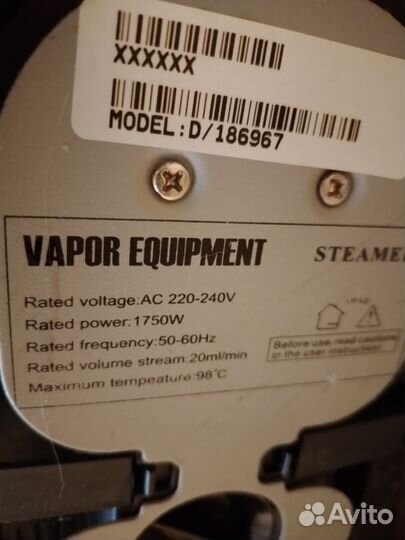 XXXXXX
MODEL:D/186967
VAPOR EQUIPMENT
STEAME
Rated voltage:AC 220-240V
Rated power:1750W
Rated frequency:50-60Hz
Rated volume stream:20ml/min
Maximum tempeature:98°C
Before use,read cautions
in the user instruction
Avito